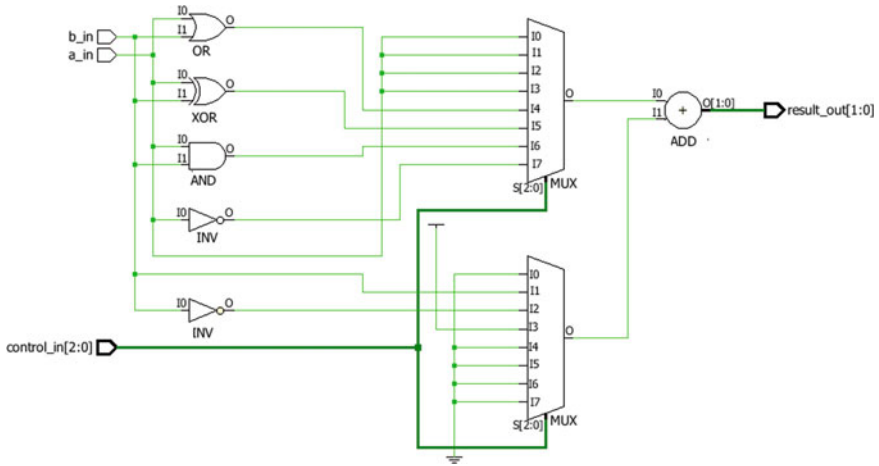 b_in
a_in
I0 O
I1
OR
I0 O
I1
XOR
I0 O
I1
AND
I0 O
INV
I0 O
INV
control_in[2:0]
I0
I1
I2
I3
I4
I5
I6
I7
O
S[2:0] MUX
I0
I1
I2
I3
I4
I5
I6
I7
O
S[2:0] MUX
I0
I1
+
O[1:0]
ADD
result_out[1:0]